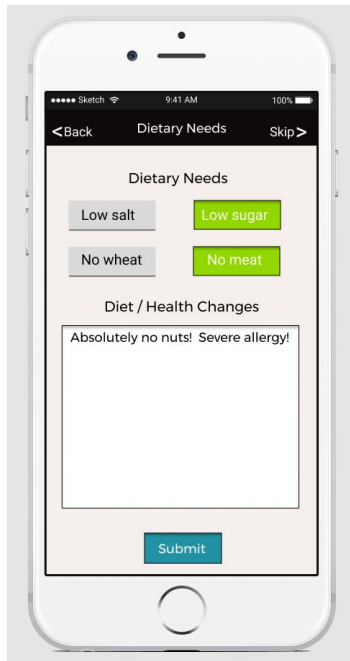 Sketch 9:41 AM 100%
<Back Dietary Needs Skip>
Dietary Needs
Low salt Low sugar
No wheat No meat
Diet / Health Changes
Absolutely no nuts! Severe allergy!
Submit